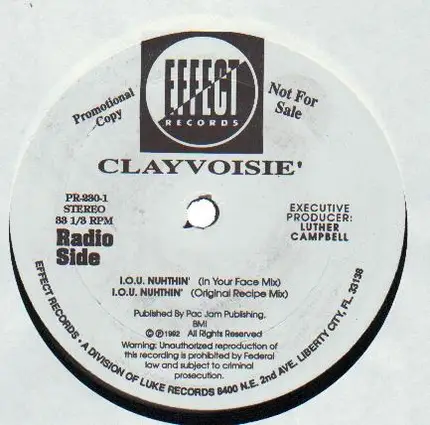 Promotional
Copy
EFFECT
RECORDS
Not For
Sale
CLAYVOISIE'
PR-230-1
STEREO
33 1/3 RPM
Radio
Side
EXECUTIVE
PRODUCER:
LUTHER
CAMPBELL
I.O.U. NUHTHIN' (In Your Face Mix)
I.O.U. NUHTHIN' (Original Recipe Mix)
Published By Pac Jam Publishing.
BMI
© ℗ 1992 All Rights Reserved
Warning: Unauthorized reproduction of
this recording is prohibited by Federal
law and subject to criminal
prosecution.
EFFECT RECORDS • A DIVISION OF LUKE RECORDS 8400 N.E. 2nd AVE. LIBERTY CITY, FL. 33138